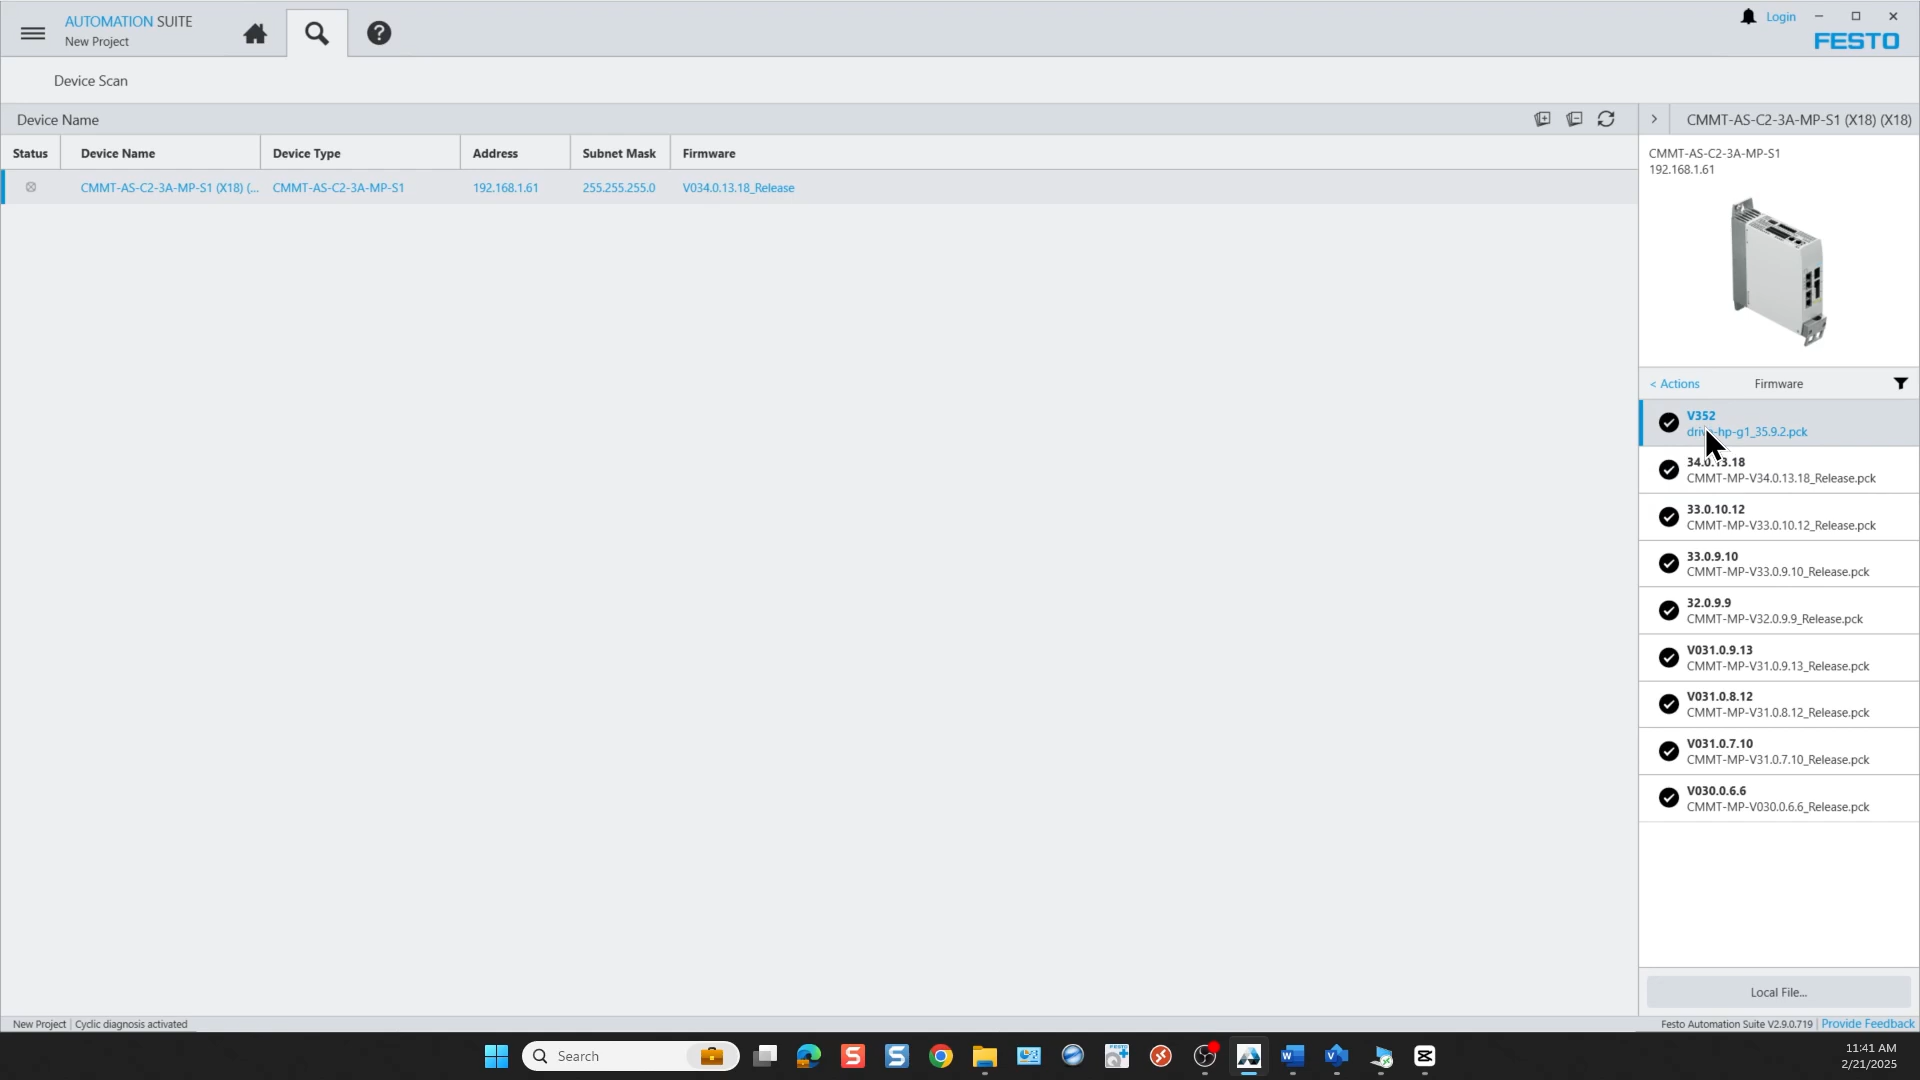 AUTOMATION SUITE
New Project
Login
FESTO
Device Scan
Device Name
CMMT-AS-C2-3A-MP-S1 (X18) (X18)
Status Device Name Device Type Address Subnet Mask Firmware
CMMT-AS-C2-3A-MP-S1 (X18) (... CMMT-AS-C2-3A-MP-S1 192.168.1.61 255.255.255.0 V034.0.13.18_Release
CMMT-AS-C2-3A-MP-S1
192.168.1.61
< Actions Firmware
V352
drive-hp-g1_35.9.2.pck
34.0.13.18
CMMT-MP-V34.0.13.18_Release.pck
33.0.10.12
CMMT-MP-V33.0.10.12_Release.pck
33.0.9.10
CMMT-MP-V33.0.9.10_Release.pck
32.0.9.9
CMMT-MP-V32.0.9.9_Release.pck
V031.0.9.13
CMMT-MP-V31.0.9.13_Release.pck
V031.0.8.12
CMMT-MP-V31.0.8.12_Release.pck
V031.0.7.10
CMMT-MP-V31.0.7.10_Release.pck
V030.0.6.6
CMMT-MP-V030.0.6.6_Release.pck
Local File...
New Project Cyclic diagnosis activated
Festo Automation Suite V2.9.0.719 Provide Feedback
Search
11:41 AM
2/21/2025